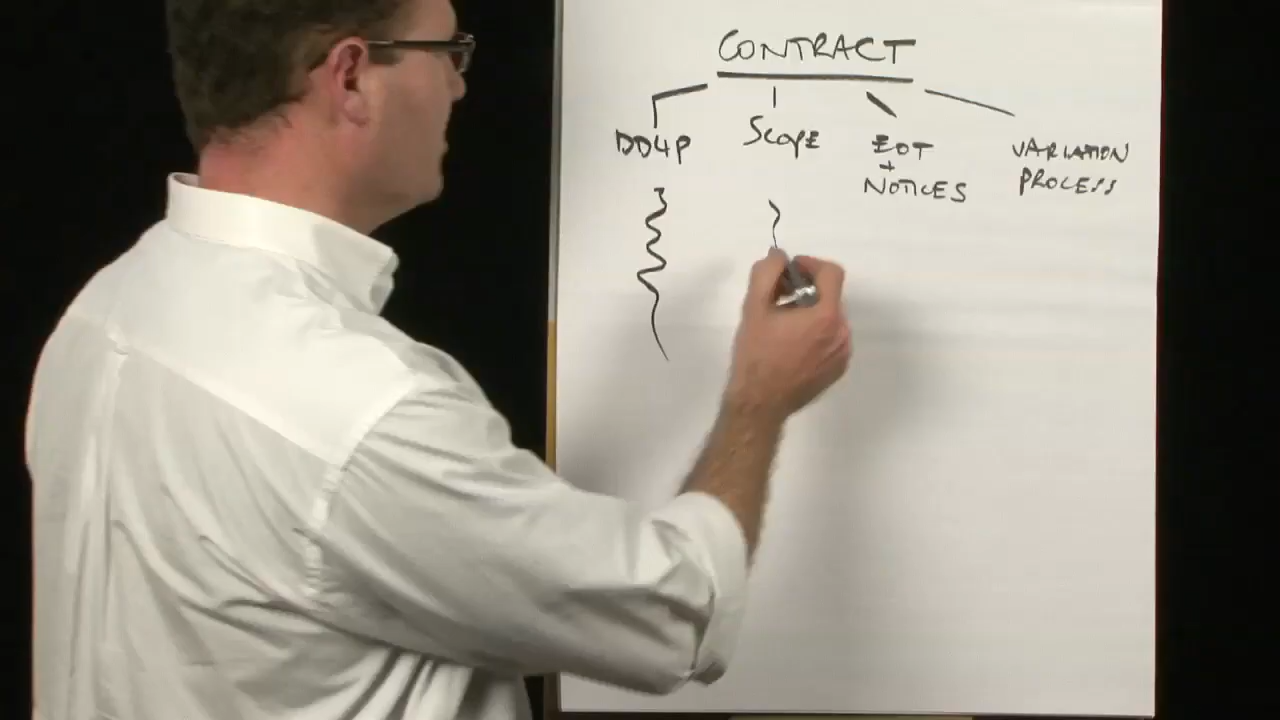 CONTRACT
DD4P
Scope
EOT
+
NOTICES
VARIATION
PROCESS